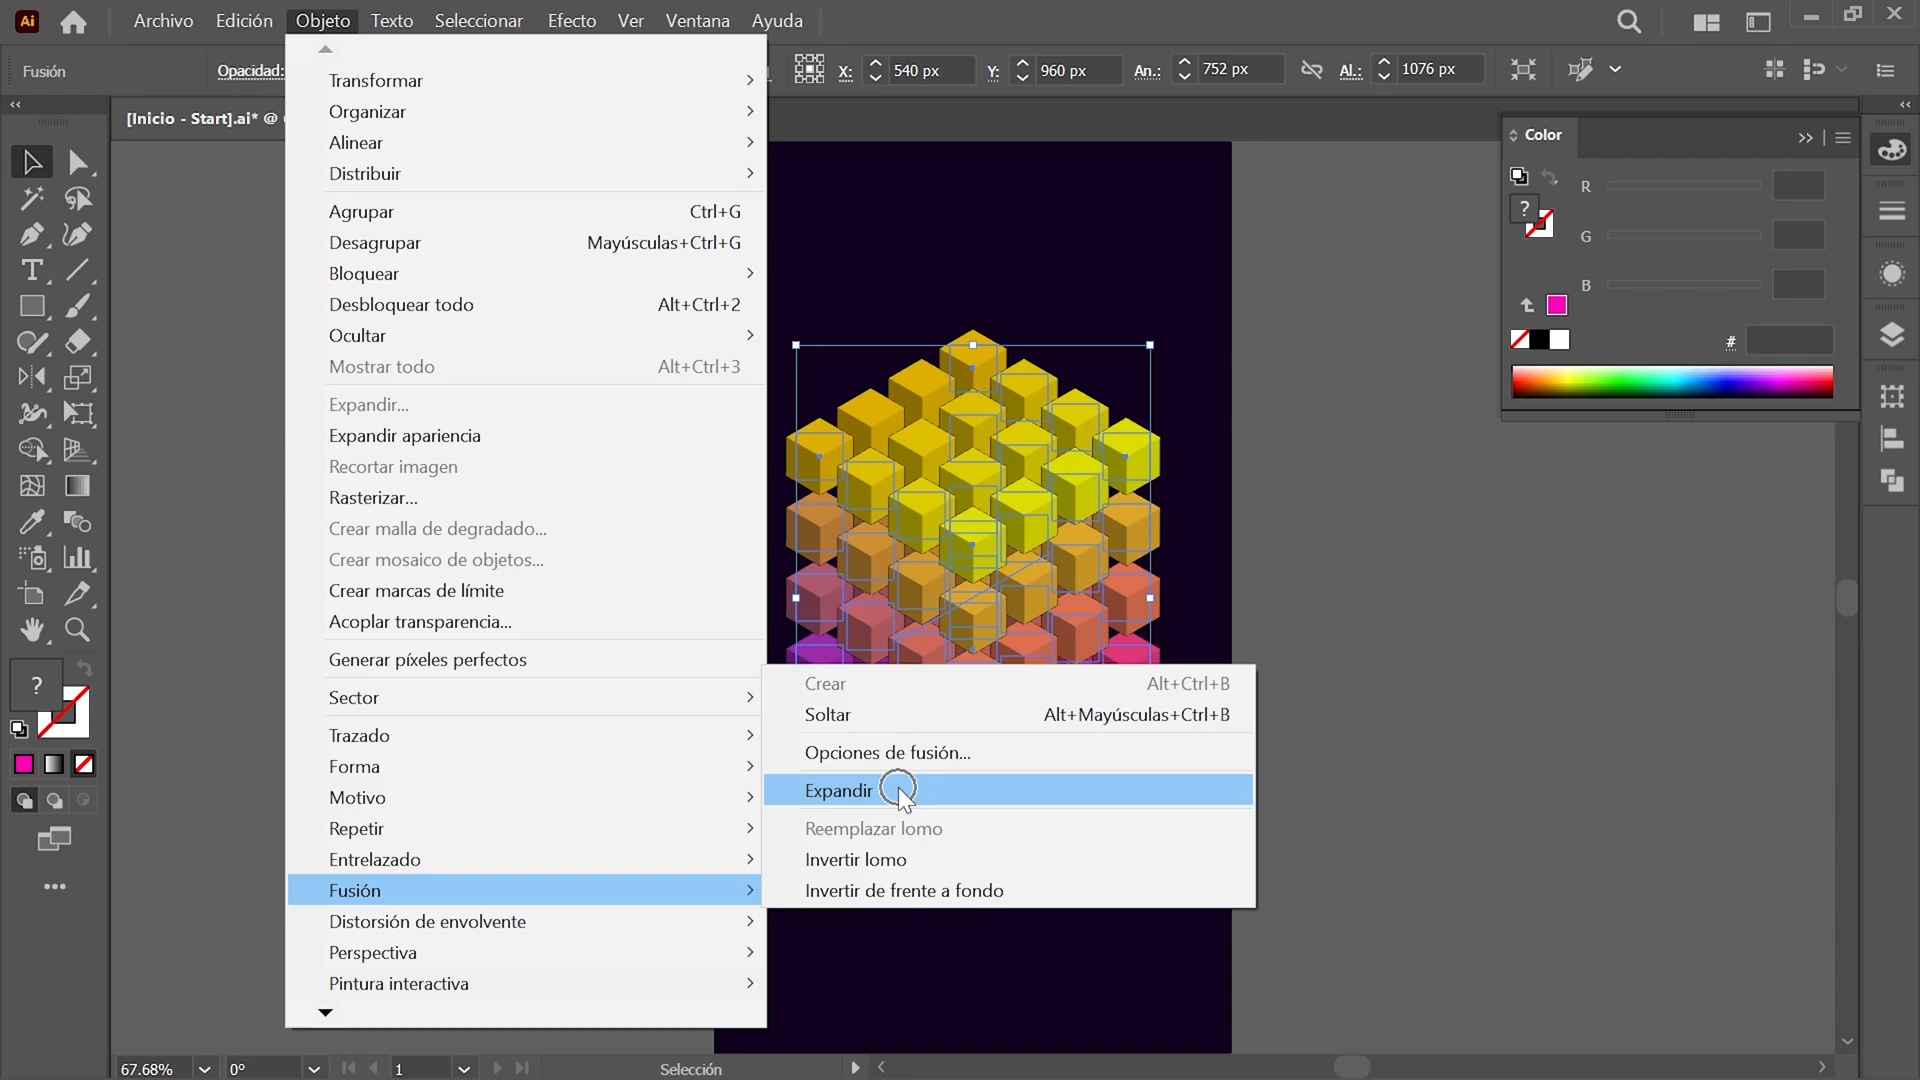 Ai Archivo Edición Objeto Texto Seleccionar Efecto Ver Ventana Ayuda
Fusión Opacidad: X: 540 px Y: 960 px An.: 752 px AL.: 1076 px
[Inicio - Start].ai* @
Transformar
Organizar
Alinear
Distribuir
Agrupar Ctrl+G
Desagrupar Mayúsculas+Ctrl+G
Bloquear
Desbloquear todo Alt+Ctrl+2
Ocultar
Mostrar todo Alt+Ctrl+3
Expandir...
Expandir apariencia
Recortar imagen
Rasterizar...
Crear malla de degradado...
Crear mosaico de objetos...
Crear marcas de límite
Acoplar transparencia...
Generar píxeles perfectos
Sector
Trazado
Forma
Motivo
Repetir
Entrelazado
Fusión
Distorsión de envolvente
Perspectiva
Pintura interactiva
Crear Alt+Ctrl+B
Soltar Alt+Mayúsculas+Ctrl+B
Opciones de fusión...
Expandir
Reemplazar lomo
Invertir lomo
Invertir de frente a fondo
Color
R
? G
B
#
?
67.68% 0° 1 Selección